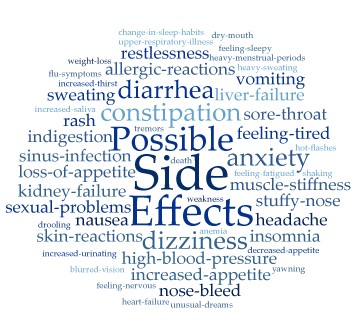 change-in-sleep-habits dry-mouth
upper-respiratory-illness
restlessness feeling-sleepy
weight-loss heavy-menstrual-periods
flu-symptoms allergic-reactions heavy-sweating
increased-thirst diarrhea vomiting
sweating liver-failure
increased-saliva constipation sore-throat
rash
indigestion Possible feeling-tired
tremors
sinus-infection anxiety hot-flashes
death
loss-of-appetite Side feeling-fatigued shaking
kidney-failure muscle-stiffness
weakness
sexual-problems Effects stuffy-nose
drooling nausea headache
anemia
skin-reactions dizziness insomnia
increased-urinating high-blood-pressure decreased-appetite
blurred-vision increased-appetite yawning
feeling-nervous nose-bleed
heart-failure unusual-dreams